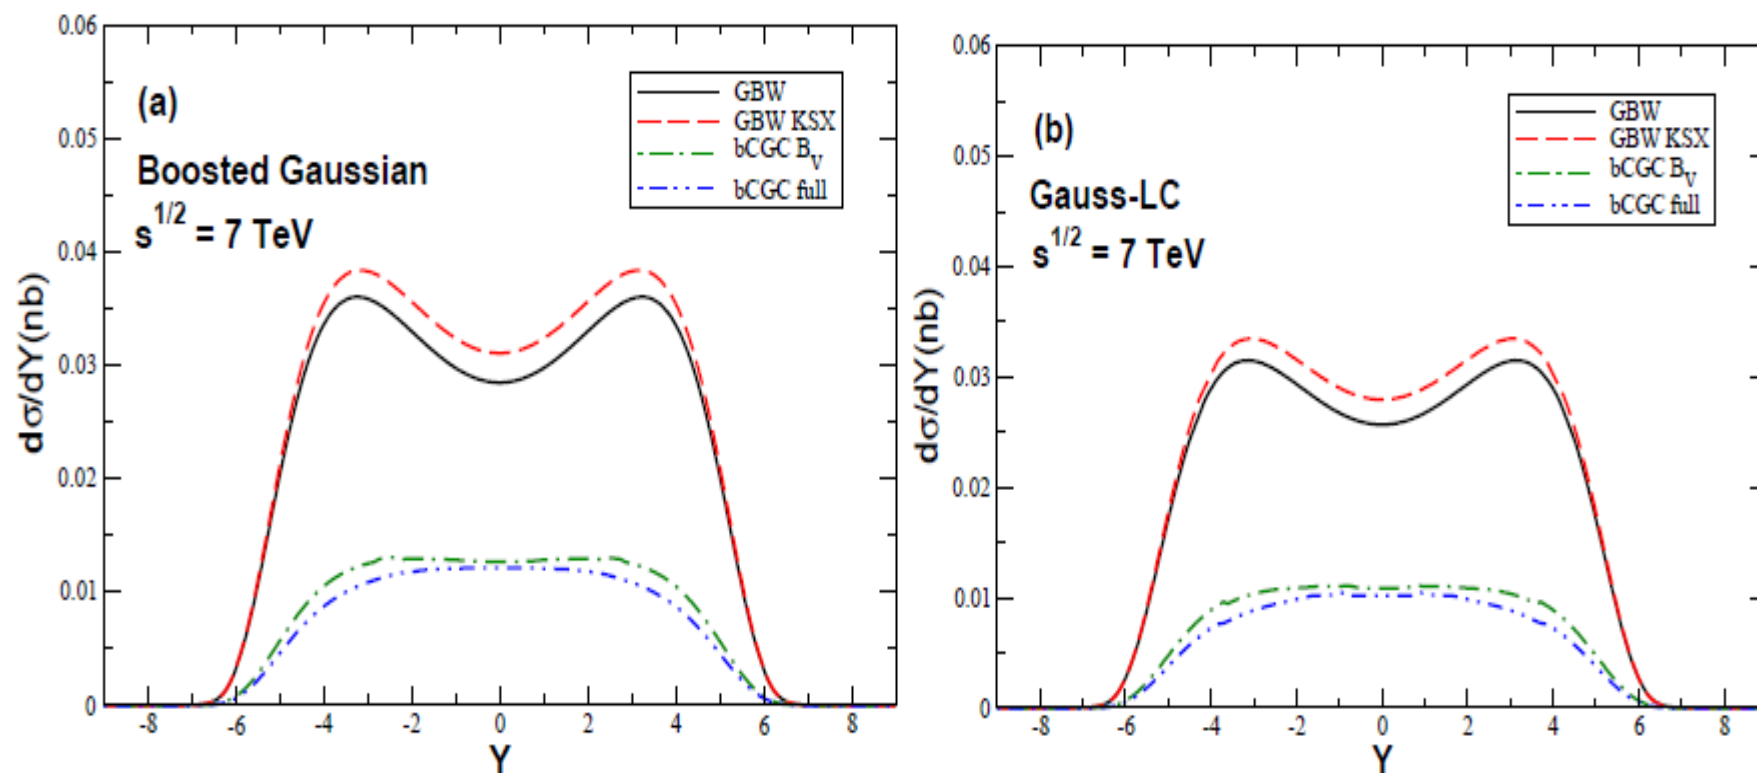 (a)
Boosted Gaussian
s^1/2 = 7 TeV
GBW
GBW KSX
bCGC B_V
bCGC full
dσ/dY(nb)
0.06
0.05
0.04
0.03
0.02
0.01
0
-8 -6 -4 -2 0 2 4 6 8
Y
(b)
Gauss-LC
s^1/2 = 7 TeV
GBW
GBW KSX
bCGC B_V
bCGC full
dσ/dY(nb)
0.06
0.05
0.04
0.03
0.02
0.01
0
-8 -6 -4 -2 0 2 4 6 8
Y